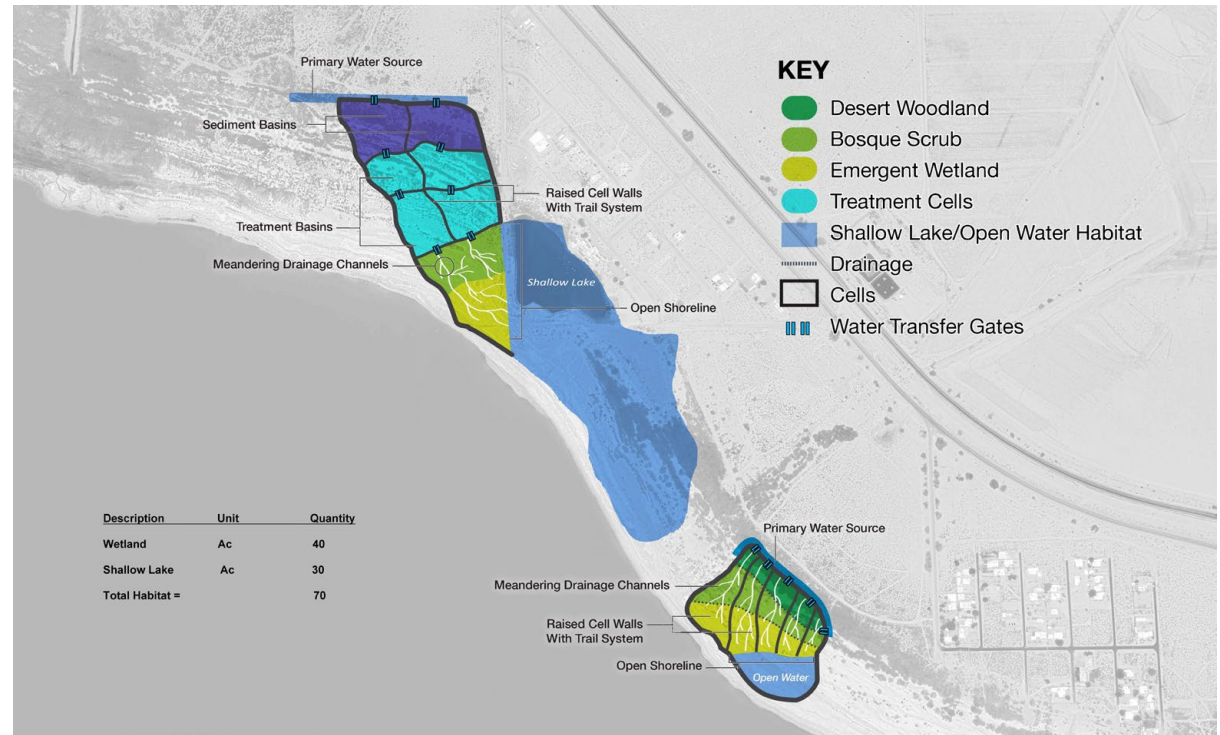 Primary Water Source
Sediment Basins
Raised Cell Walls
With Trail System
Treatment Basins
Meandering Drainage Channels
Shallow Lake
Open Shoreline
KEY
Desert Woodland
Bosque Scrub
Emergent Wetland
Treatment Cells
Shallow Lake/Open Water Habitat
Drainage
Cells
Water Transfer Gates
Description Unit Quantity
Wetland Ac 40
Shallow Lake Ac 30
Total Habitat = 70
Primary Water Source
Meandering Drainage Channels
Raised Cell Walls
With Trail System
Open Shoreline
Open Water